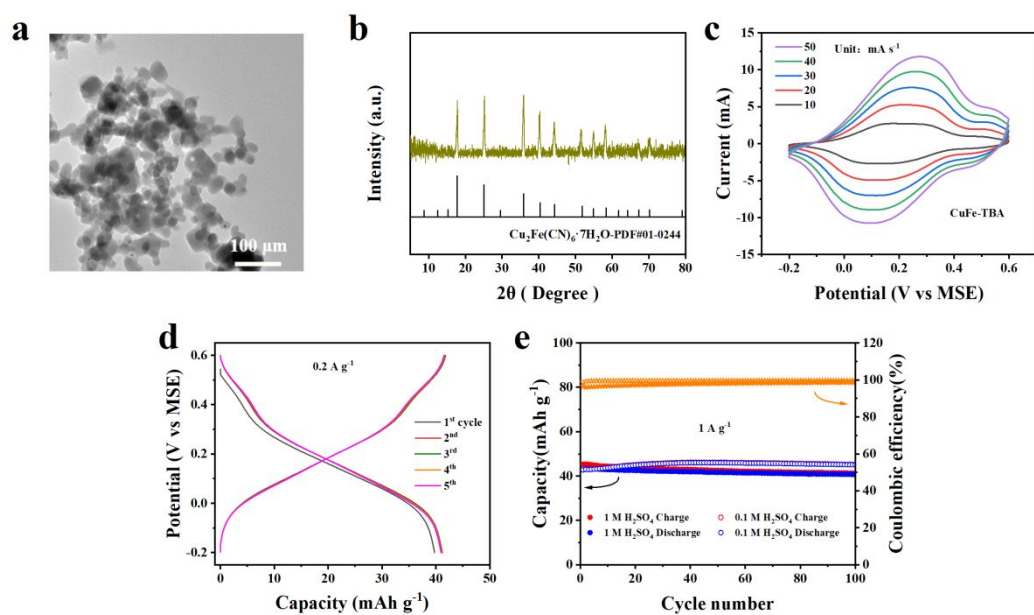 a
100 μm
b
Intensity (a.u.)
Cu₂Fe(CN)₆·7H₂O-PDF#01-0244
10 20 30 40 50 60 70 80
2θ ( Degree )
c
15
10
5
0
-5
-10
-15
Current (mA)
50
40
30
20
10
Unit: mA s⁻¹
CuFe-TBA
-0.2 0.0 0.2 0.4 0.6
Potential (V vs MSE)
d
0.6
0.4
0.2
0.0
-0.2
Potential (V vs MSE)
0.2 A g⁻¹
1ˢᵗ cycle
2ⁿᵈ
3ʳᵈ
4ᵗʰ
5ᵗʰ
0 10 20 30 40 50
Capacity (mAh g⁻¹)
e
100
80
60
40
20
0
Capacity(mAh g⁻¹)
1 A g⁻¹
1 M H₂SO₄ Charge
1 M H₂SO₄ Discharge
0.1 M H₂SO₄ Charge
0.1 M H₂SO₄ Discharge
120
100
80
60
40
20
0
Coulombic efficiency(%)
0 20 40 60 80 100
Cycle number